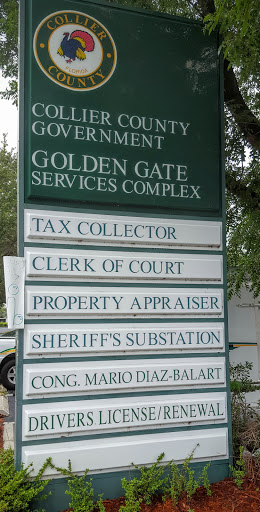 COLLIER
FLORIDA
COUNTY
COLLIER COUNTY
GOVERNMENT
GOLDEN GATE
SERVICES COMPLEX
TAX COLLECTOR
CLERK OF COURT
PROPERTY APPRAISER
SHERIFF'S SUBSTATION
CONG. MARIO DIAZ-BALART
DRIVERS LICENSE/RENEWAL